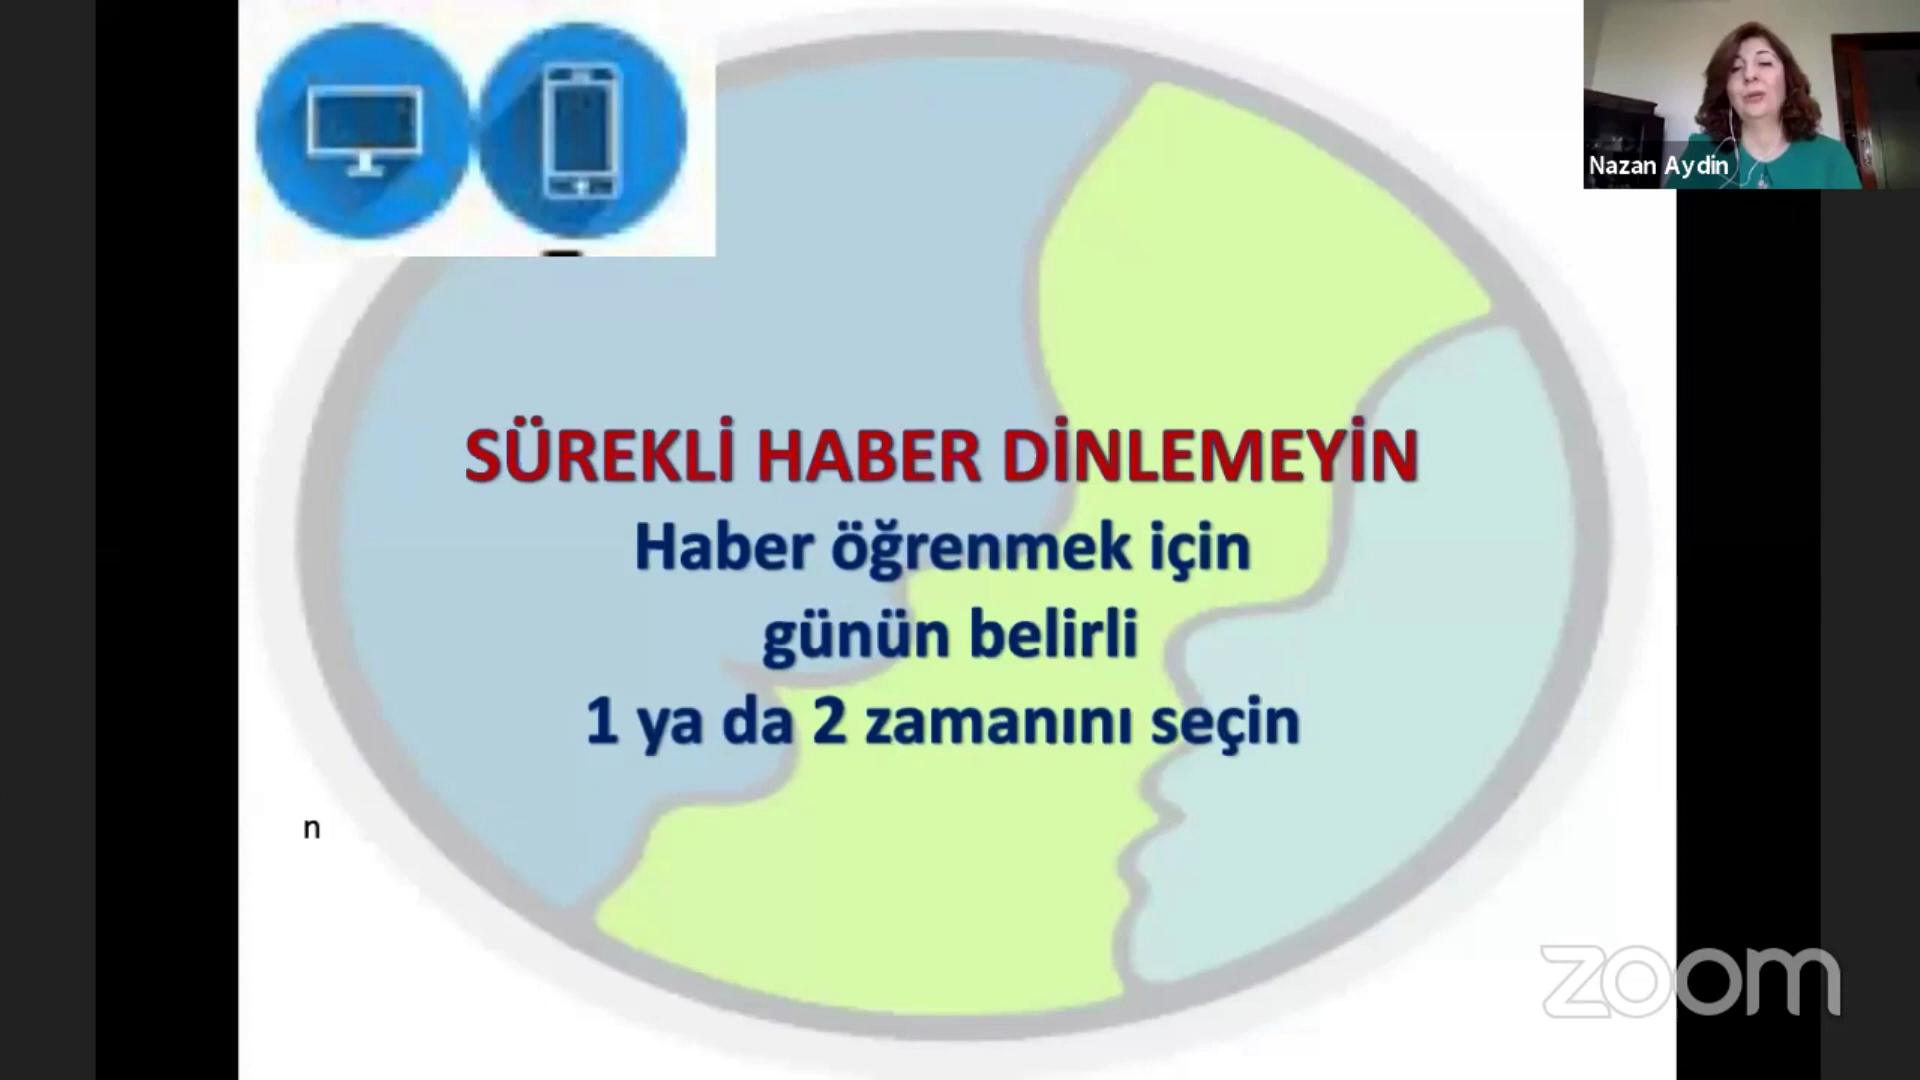 Nazan Aydin
SÜREKLİ HABER DİNLEMEYİN
Haber öğrenmek için
günün belirli
1 ya da 2 zamanını seçin
n
zoom